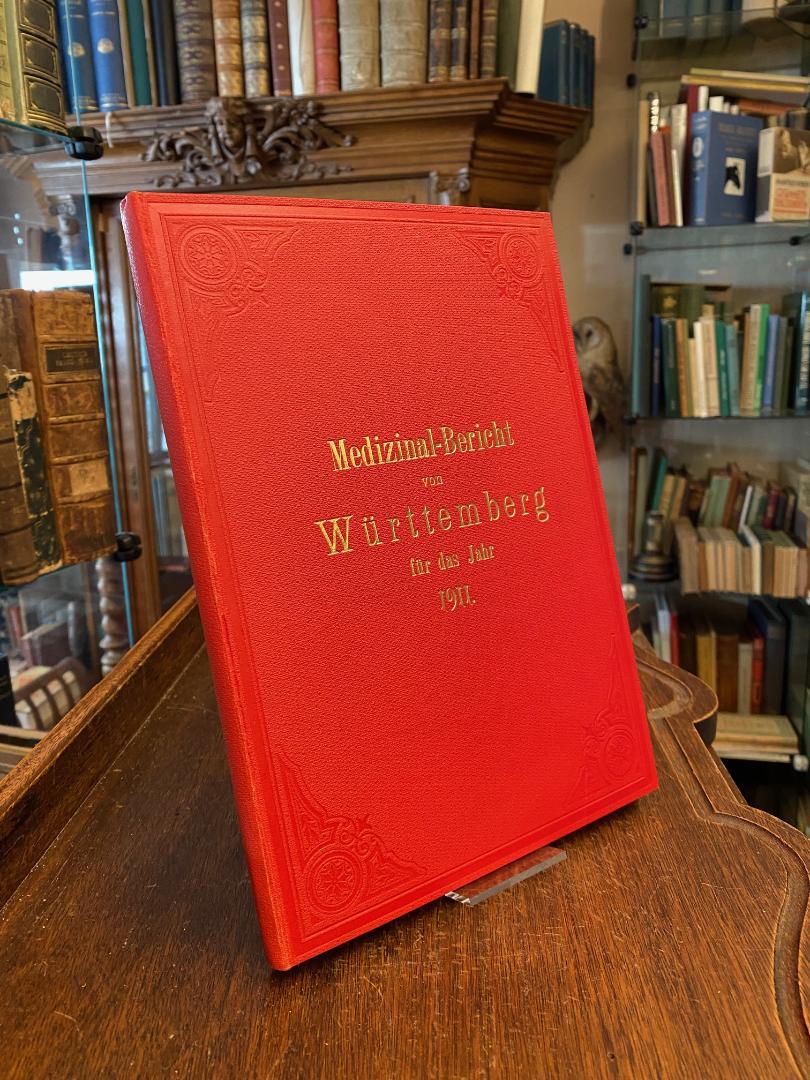 Medizinal-Bericht
von
Württemberg
für das Jahr
1911.